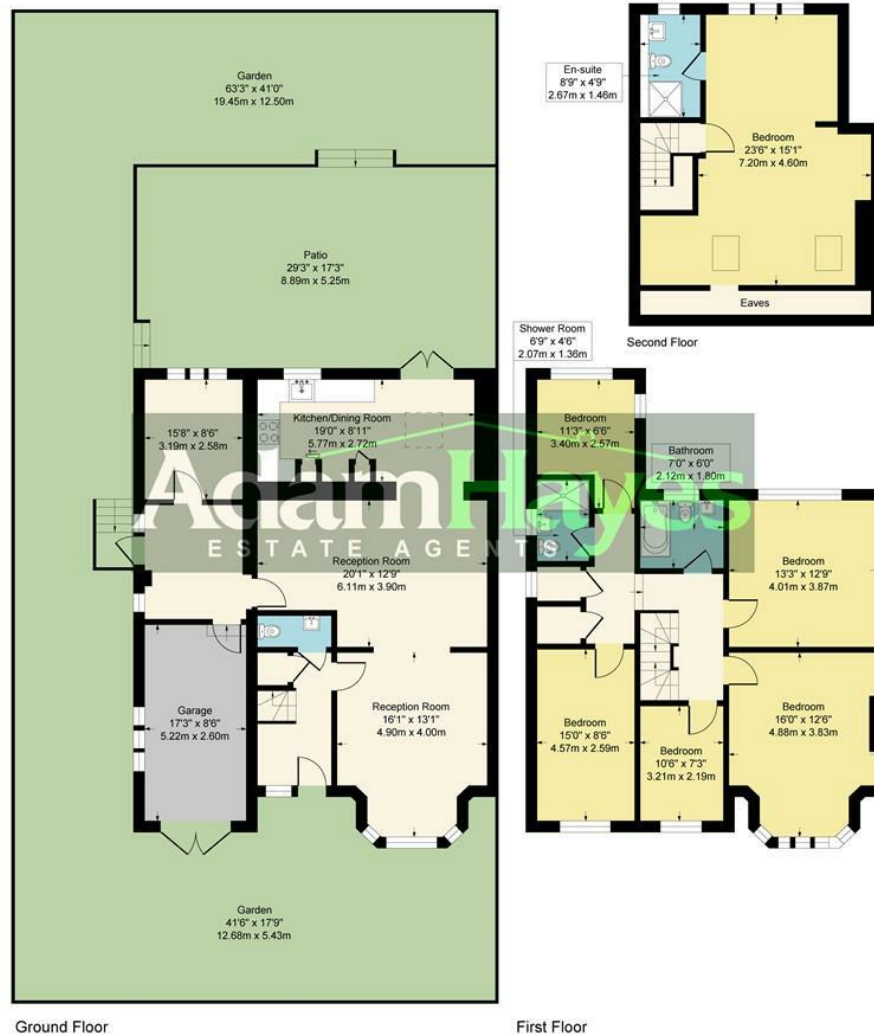 Garden
63'3" x 41'0"
19.45m x 12.50m
Patio
29'3" x 17'3"
8.89m x 5.25m
15'8" x 8'6"
3.19m x 2.58m
Kitchen/Dining Room
19'0" x 8'11"
5.77m x 2.72m
Reception Room
20'1" x 12'9"
6.11m x 3.90m
Garage
17'3" x 8'6"
5.22m x 2.60m
Reception Room
16'1" x 13'1"
4.90m x 4.00m
Garden
41'6" x 17'9"
12.68m x 5.43m
Ground Floor
En-suite
8'9" x 4'9"
2.67m x 1.46m
Bedroom
23'6" x 15'1"
7.20m x 4.60m
Eaves
Second Floor
Shower Room
6'9" x 4'6"
2.07m x 1.36m
Bedroom
11'3" x 6'6"
3.40m x 2.57m
Bathroom
7'0" x 6'0"
2.12m x 1.80m
Bedroom
13'3" x 12'9"
4.01m x 3.87m
Bedroom
15'0" x 8'6"
4.57m x 2.59m
Bedroom
10'6" x 7'3"
3.21m x 2.19m
Bedroom
16'0" x 12'6"
4.88m x 3.83m
First Floor
AdamHayes
ESTATE AGENTS